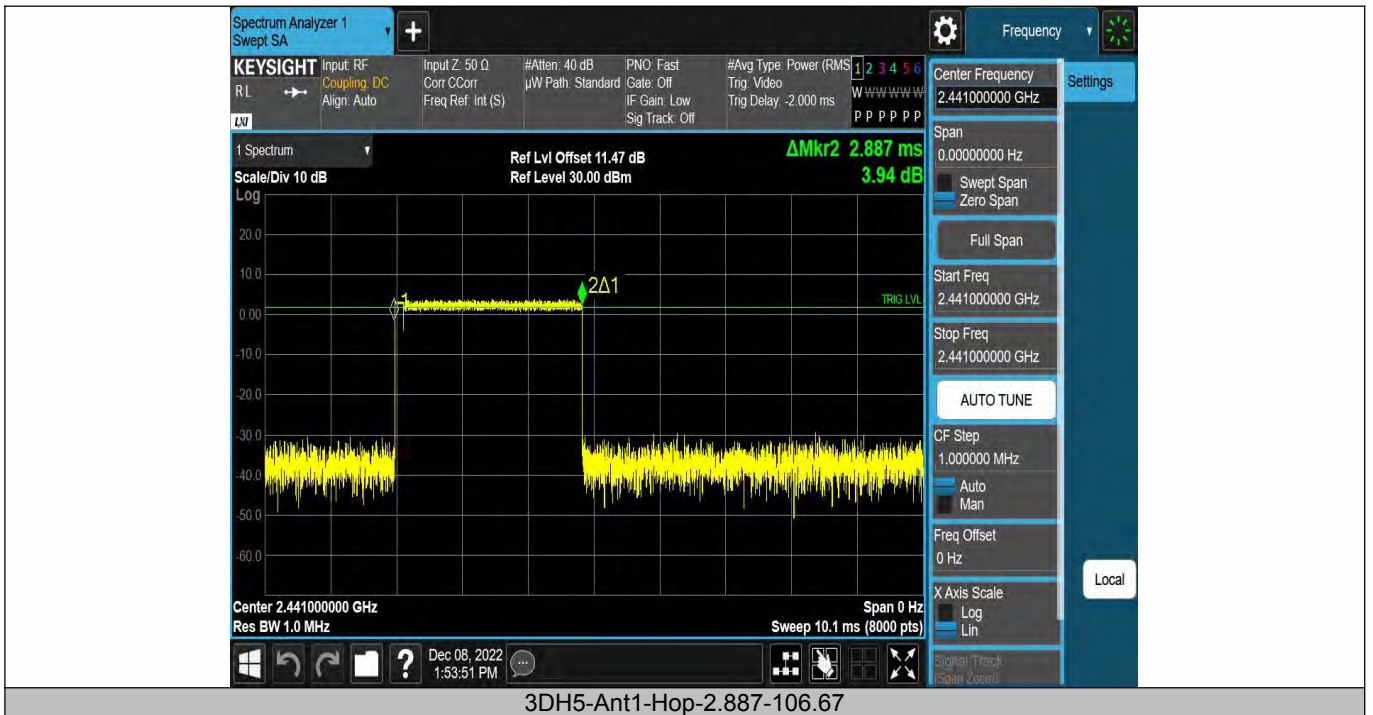 Spectrum Analyzer 1
Swept SA
Frequency
KEYSIGHT
RL
LXI
Input: RF
Coupling: DC
Align: Auto
Input Z: 50 Ω
Corr CCorr
Freq Ref: Int (S)
#Atten: 40 dB
µW Path: Standard
PNO: Fast
Gate: Off
IF Gain: Low
Sig Track: Off
#Avg Type: Power (RMS
Trig: Video
Trig Delay: -2.000 ms
1 2 3 4 5 6
W W W W W W
P P P P P P
1 Spectrum
Scale/Div 10 dB
Log
Ref Lvl Offset 11.47 dB
Ref Level 30.00 dBm
ΔMkr2 2.887 ms
3.94 dB
20.0
10.0
0.00
-10.0
-20.0
-30.0
-40.0
-50.0
-60.0
1
2Δ1
TRIG LVL
Center 2.441000000 GHz
Res BW 1.0 MHz
Span 0 Hz
Sweep 10.1 ms (8000 pts)
Center Frequency
2.441000000 GHz
Settings
Span
0.00000000 Hz
Swept Span
Zero Span
Full Span
Start Freq
2.441000000 GHz
Stop Freq
2.441000000 GHz
AUTO TUNE
CF Step
1.000000 MHz
Auto
Man
Freq Offset
0 Hz
X Axis Scale
Log
Lin
Signal Track
(Span Zoom)
Local
?
Dec 08, 2022
1:53:51 PM
3DH5-Ant1-Hop-2.887-106.67